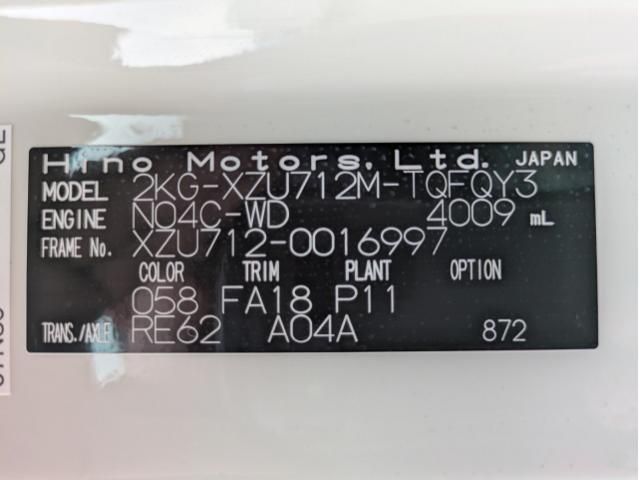 Hino Motors, Ltd. JAPAN
MODEL 2KG-XZU712M-TQFQY3
ENGINE N04C-WD 4009 mL
FRAME No. XZU712-0016997
COLOR TRIM PLANT OPTION
058 FA18 P11
TRANS./AXLE RE62 A04A 872